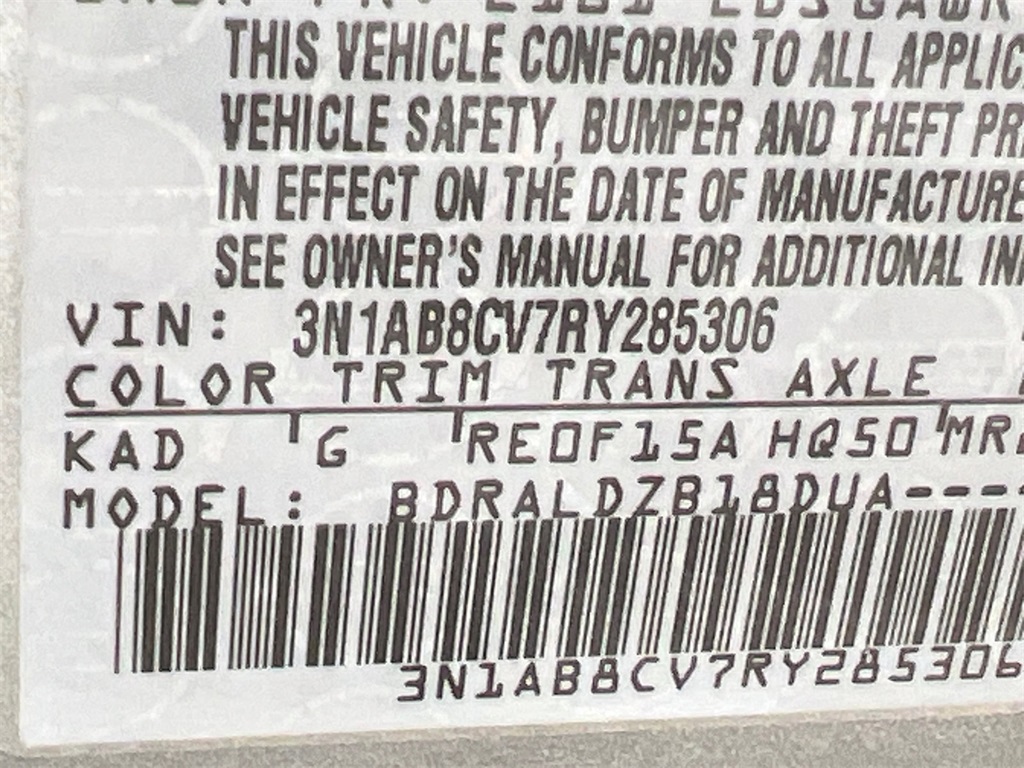 THIS VEHICLE CONFORMS TO ALL APPLIC
VEHICLE SAFETY, BUMPER AND THEFT PR
IN EFFECT ON THE DATE OF MANUFACTURE
SEE OWNER'S MANUAL FOR ADDITIONAL IN
VIN: 3N1AB8CV7RY285306
COLOR TRIM TRANS AXLE
KAD G RE0F15A HQ50 MR
MODEL: BDRALDZB18DUA----
3N1AB8CV7RY285306